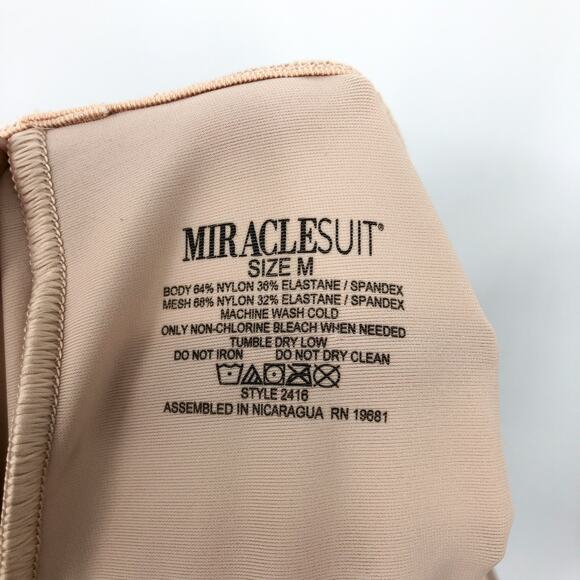 MIRACLESUIT®
SIZE M
BODY 64% NYLON 36% ELASTANE / SPANDEX
MESH 68% NYLON 32% ELASTANE / SPANDEX
MACHINE WASH COLD
ONLY NON-CHLORINE BLEACH WHEN NEEDED
TUMBLE DRY LOW
DO NOT IRON DO NOT DRY CLEAN
STYLE 2416
ASSEMBLED IN NICARAGUA RN 19681